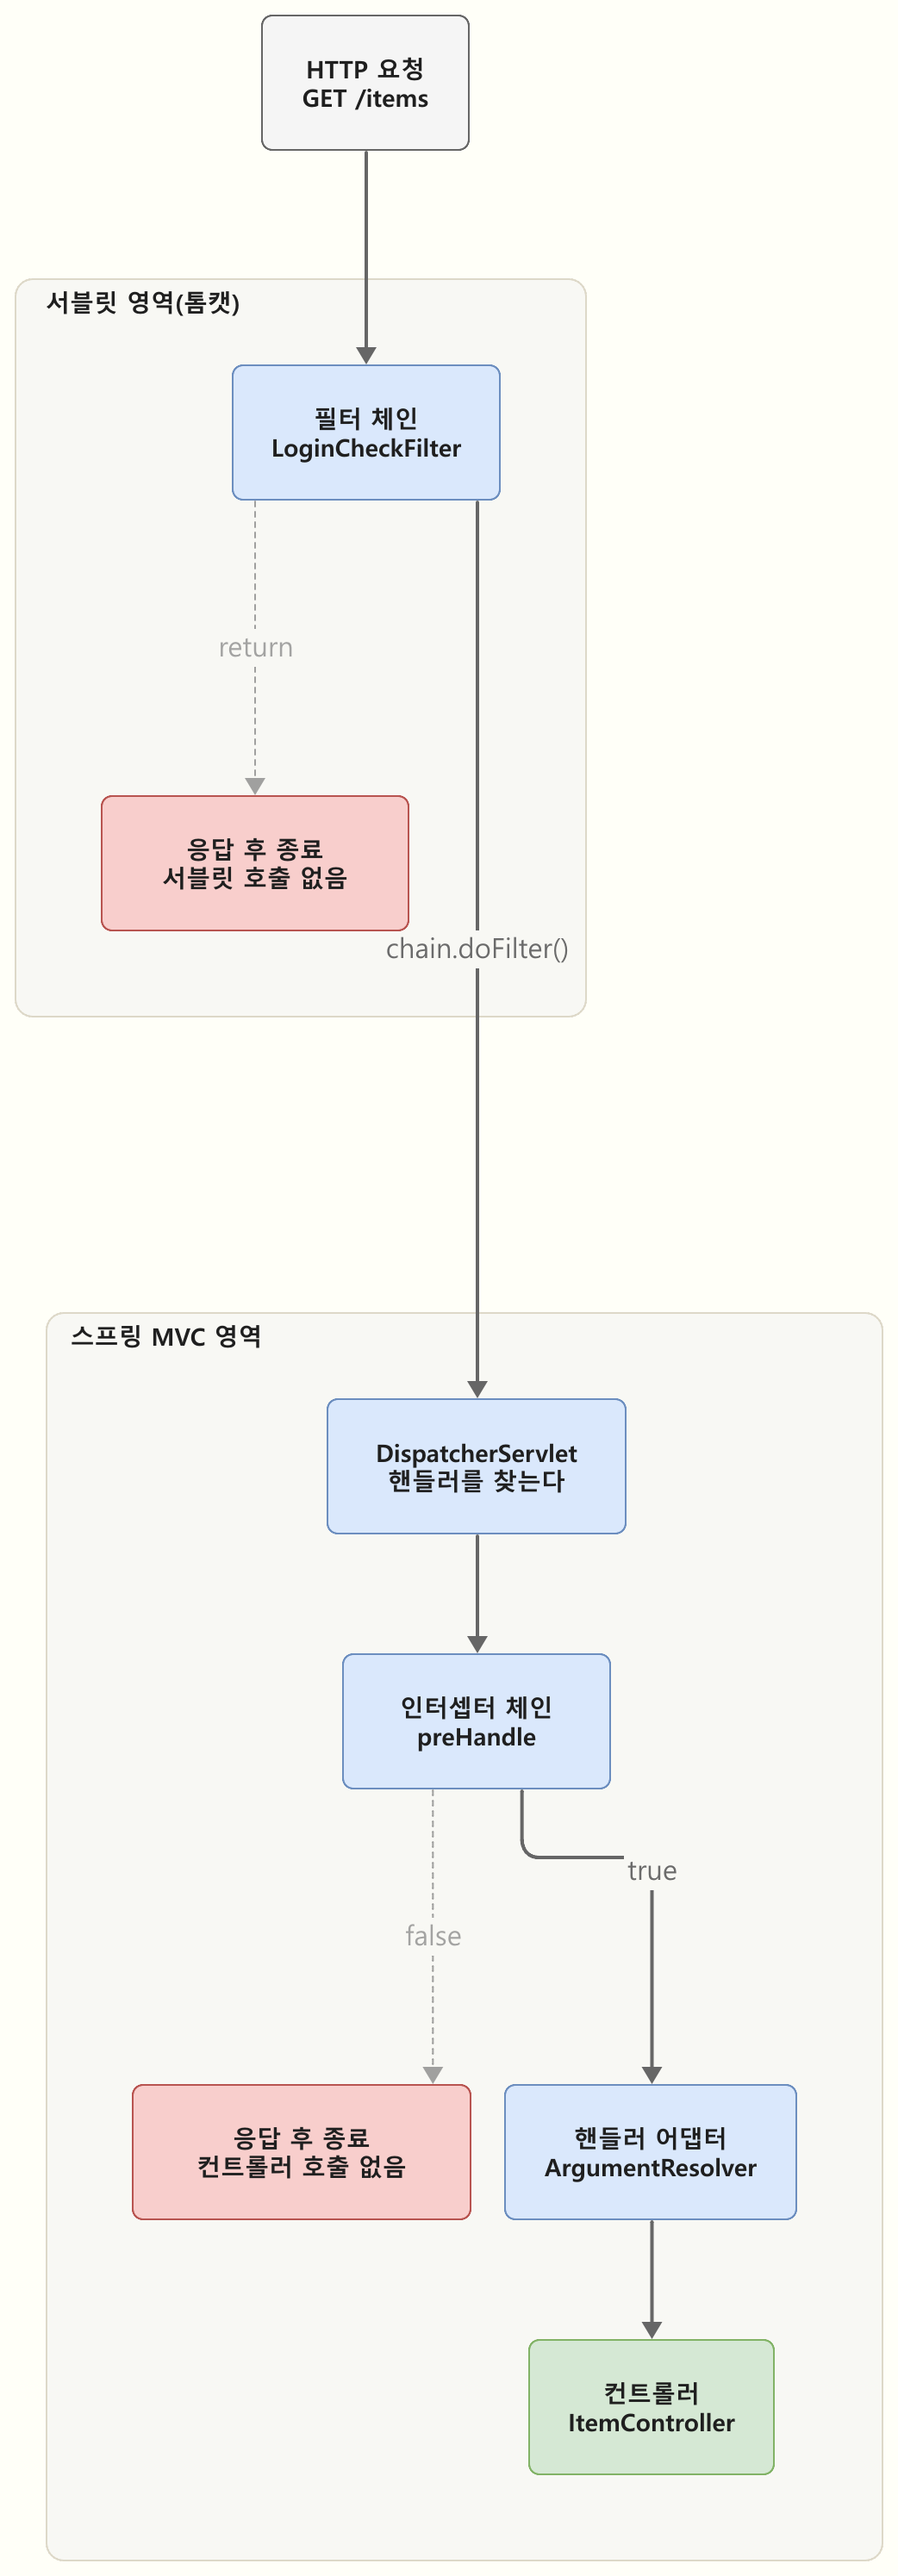 HTTP 요청
GET /items
서블릿 영역(톰캣)
필터 체인
LoginCheckFilter
return
응답 후 종료
서블릿 호출 없음
chain.doFilter()
스프링 MVC 영역
DispatcherServlet
핸들러를 찾는다
인터셉터 체인
preHandle
true
false
응답 후 종료
컨트롤러 호출 없음
핸들러 어댑터
ArgumentResolver
컨트롤러
ItemController